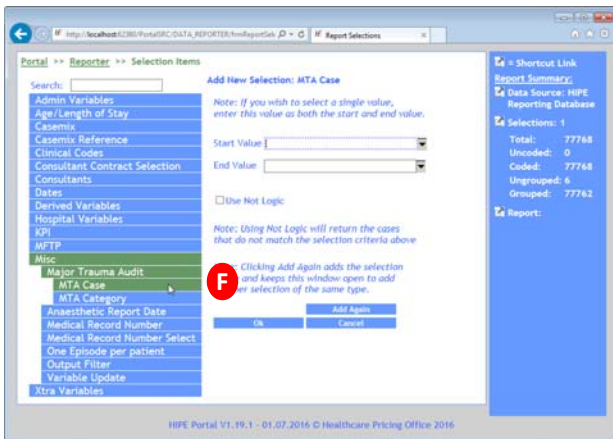 http://localhost:62380/PortalSRC/DATA_REPORTER/frmReportSel
Report Selections
Portal >> Reporter >> Selection Items
Search:
Admin Variables
Age/Length of Stay
Casemix
Casemix Reference
Clinical Codes
Consultant Contract Selection
Consultants
Dates
Derived Variables
Hospital Variables
KPI
MFTP
Misc
Major Trauma Audit
MTA Case
MTA Category
Anaesthetic Report Date
Medical Record Number
Medical Record Number Select
One Episode per patient
Output Filter
Variable Update
Xtra Variables
Add New Selection: MTA Case
Note: If you wish to select a single value,
enter this value as both the start and end value.
Start Value
End Value
Use Not Logic
Note: Using Not Logic will return the cases
that do not match the selection criteria above
F
: Clicking Add Again adds the selection
and keeps this window open to add
er selection of the same type.
Add Again
Ok Cancel
= Shortcut Link
Report Summary:
Data Source: HIPE
Reporting Database
Selections: 1
Total: 77768
Uncoded: 0
Coded: 77768
Ungrouped: 6
Grouped: 77762
Report:
HIPE Portal V1.19.1 - 01.07.2016 © Healthcare Pricing Office 2016